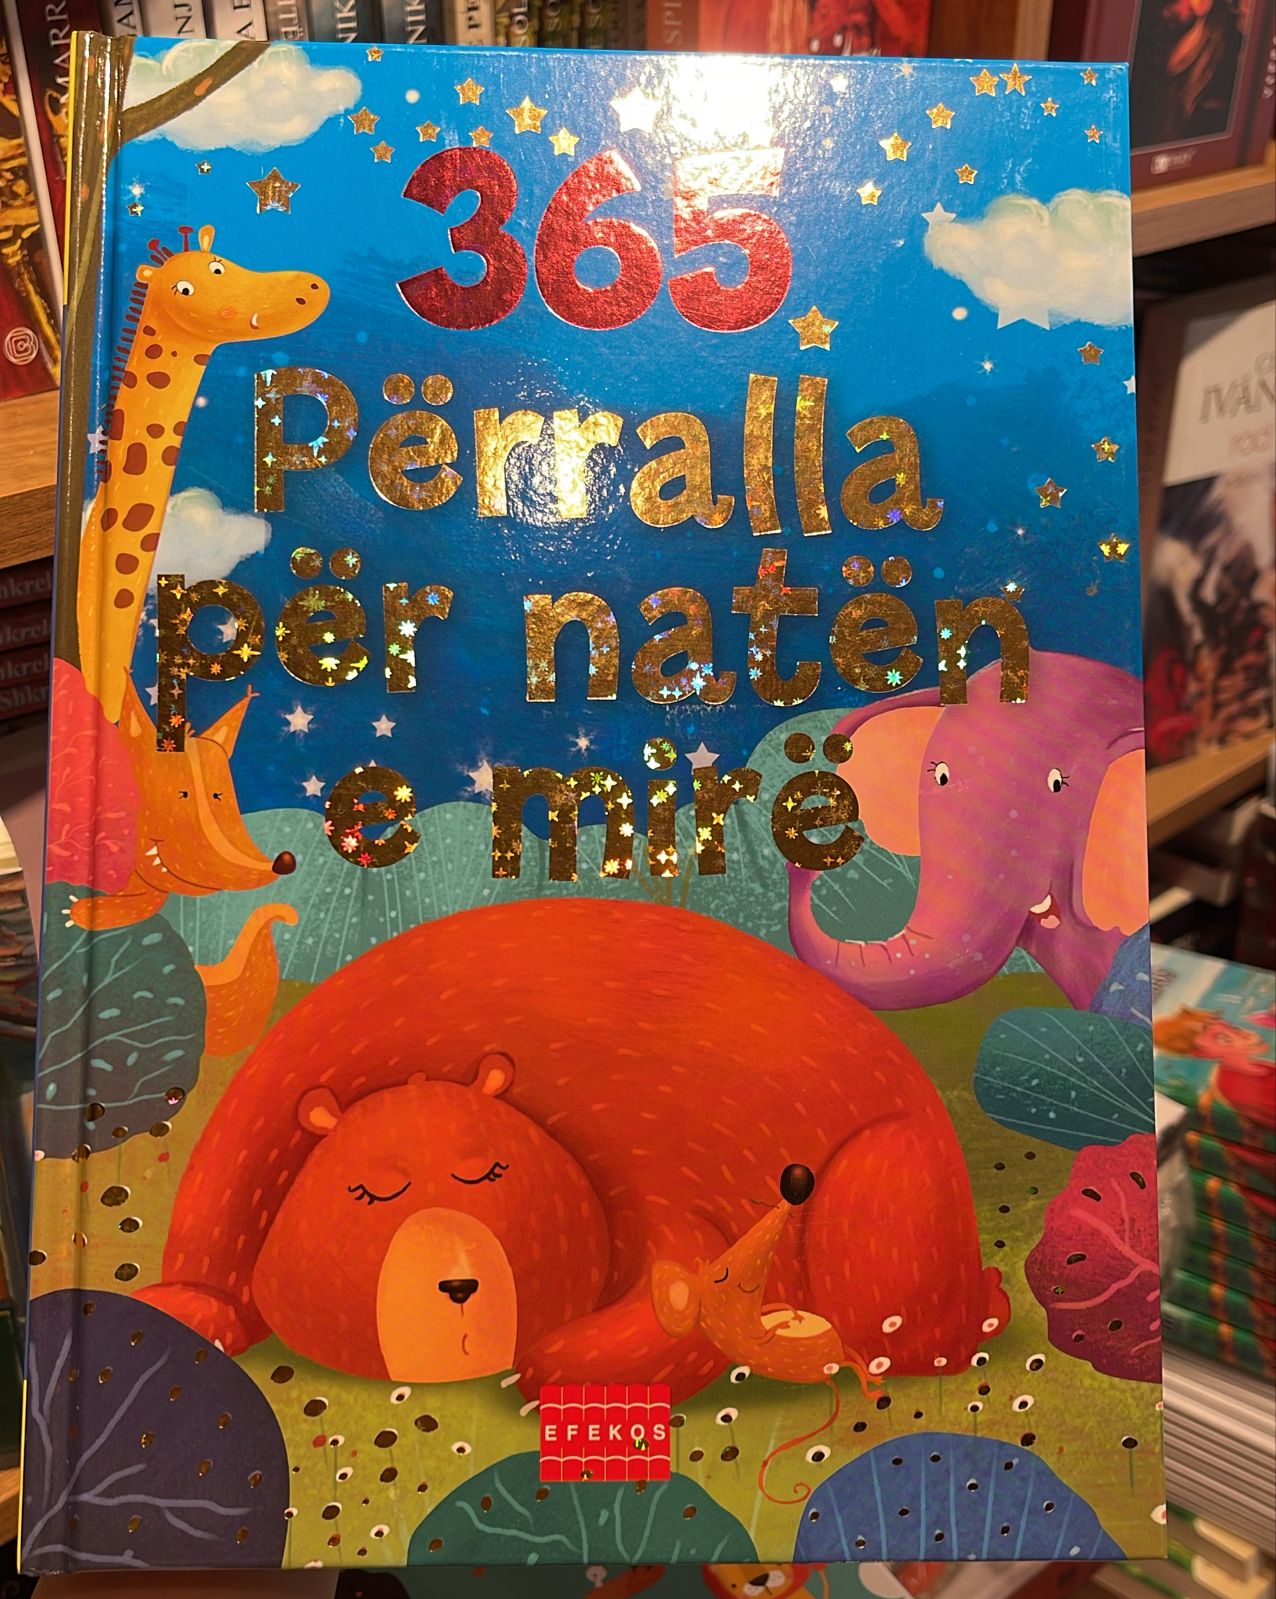 365
Përralla
për natën
e mirë
EFEKOS